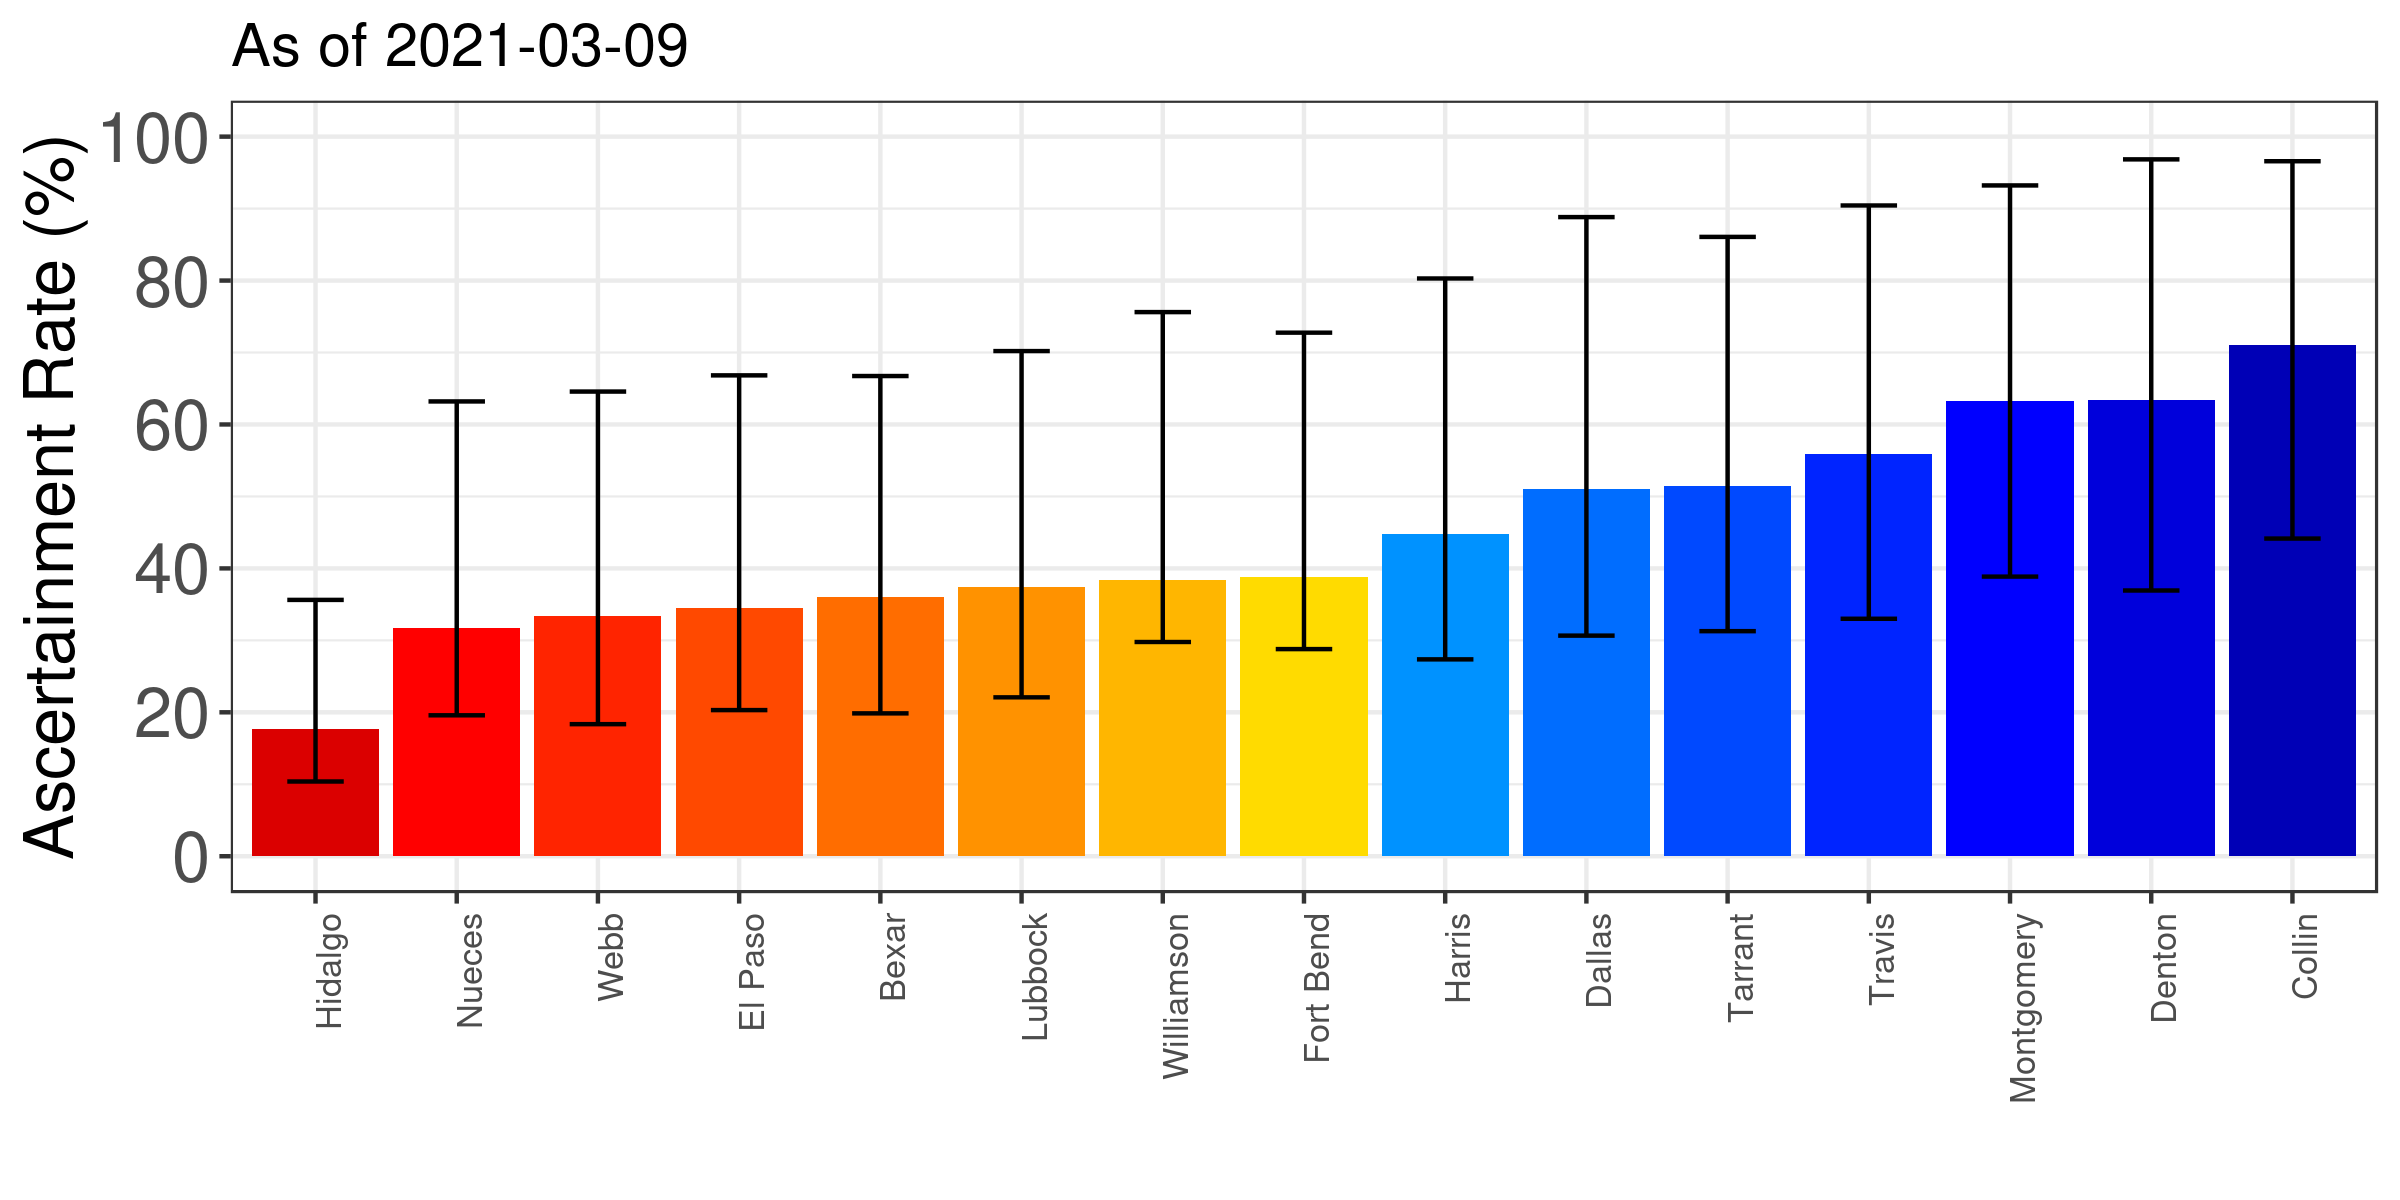 As of 2021-03-09
Ascertainment Rate (%)
100
80
60
40
20
0
Hidalgo
Nueces
Webb
El Paso
Bexar
Lubbock
Williamson
Fort Bend
Harris
Dallas
Tarrant
Travis
Montgomery
Denton
Collin